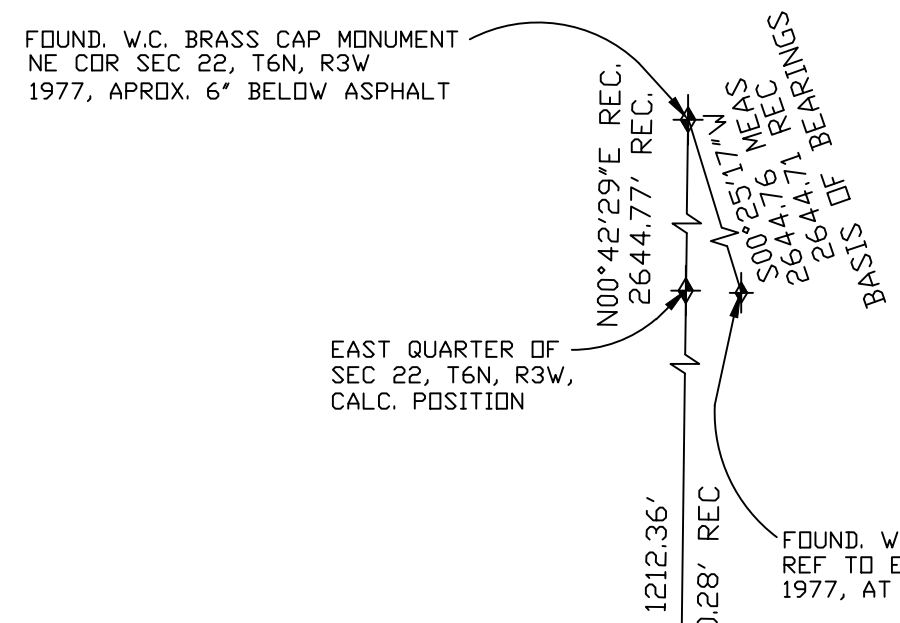 FOUND. W.C. BRASS CAP MONUMENT
NE COR SEC 22, T6N, R3W
1977, APROX. 6" BELOW ASPHALT
N00°42'29"E REC.
2644.77' REC.
S00°25'17"W
2644.76 MEAS
2644.71 REC
BASIS OF BEARINGS
EAST QUARTER OF
SEC 22, T6N, R3W,
CALC. POSITION
1212.36'
0.28' REC
FOUND. W
REF TO E
1977, AT